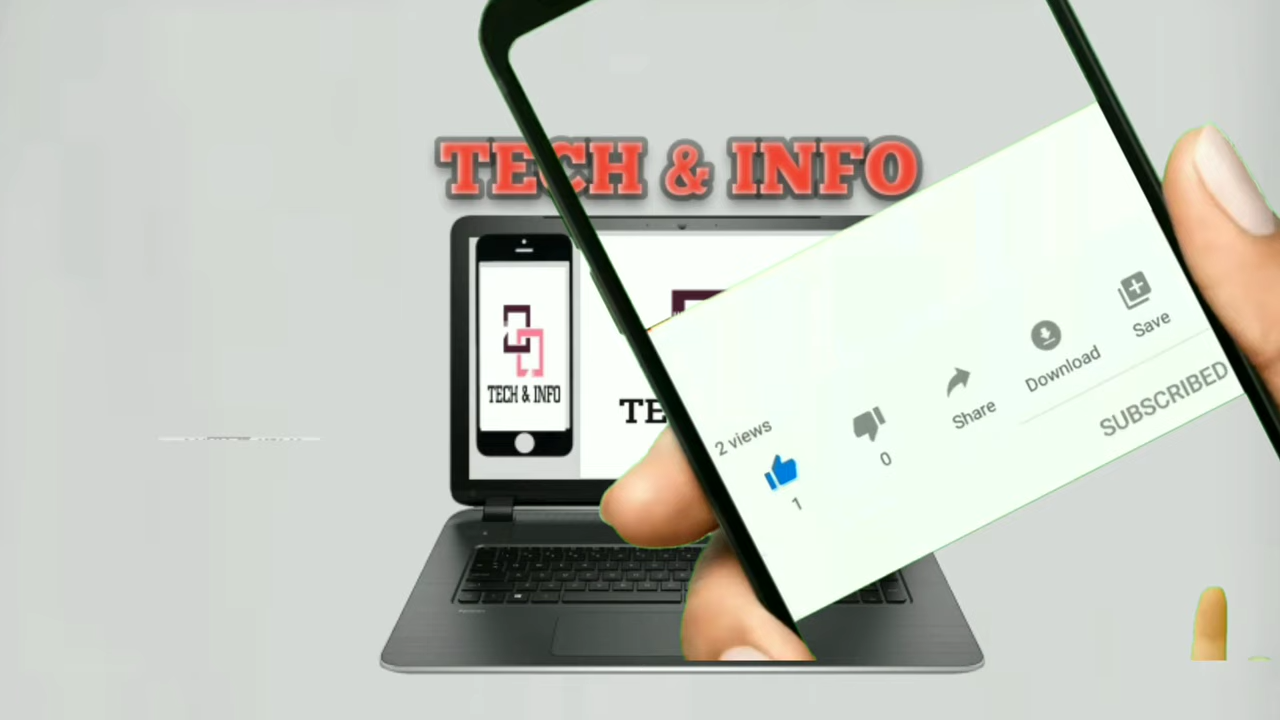 TECH & INFO
TECH & INFO
TE
2 views
1
0
Share
Download
Save
SUBSCRIBED